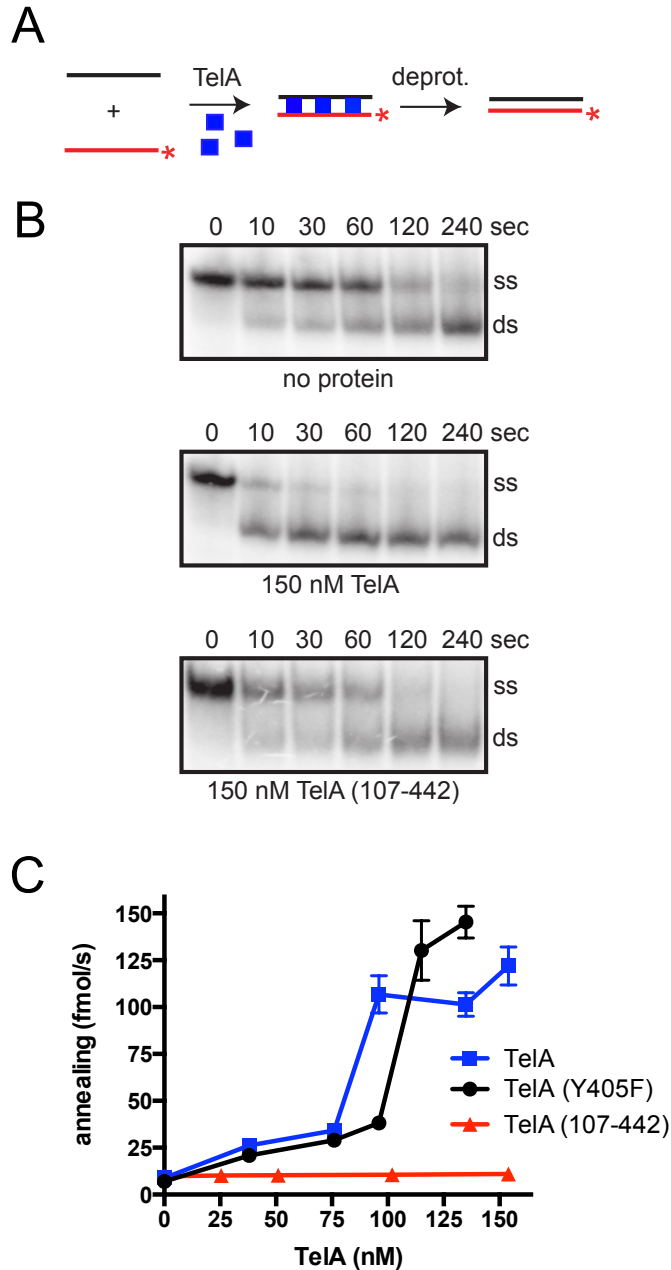 A
TelA
deprot.
+
*
*
*
B
0 10 30 60 120 240 sec
ss
ds
no protein
0 10 30 60 120 240 sec
ss
ds
150 nM TelA
0 10 30 60 120 240 sec
ss
ds
150 nM TelA (107-442)
C
annealing (fmol/s)
150
125
100
75
50
25
0
0 25 50 75 100 125 150
TelA (nM)
TelA
TelA (Y405F)
TelA (107-442)